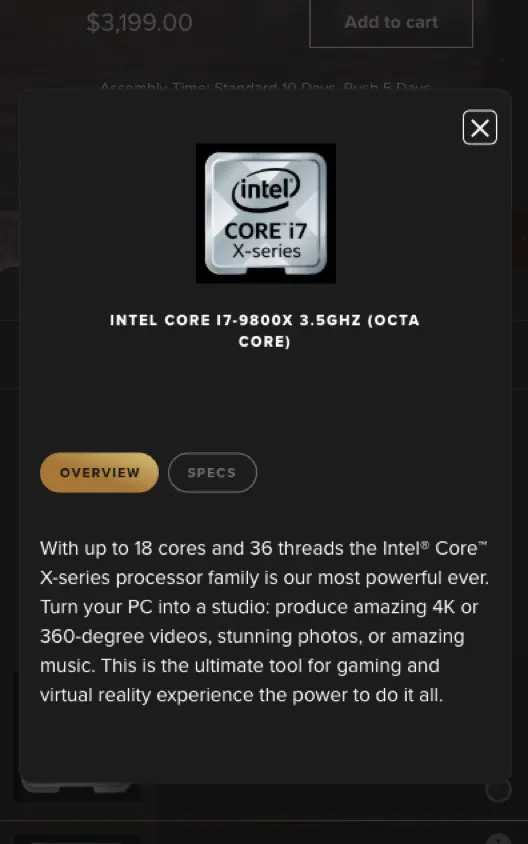 $3,199.00
Add to cart
Assembly Time: Standard 10 Days, Rush 5 Days
intel®
CORE™ i7
X-series
INTEL CORE I7-9800X 3.5GHZ (OCTA
CORE)
OVERVIEW
SPECS
With up to 18 cores and 36 threads the Intel® Core™
X-series processor family is our most powerful ever.
Turn your PC into a studio: produce amazing 4K or
360-degree videos, stunning photos, or amazing
music. This is the ultimate tool for gaming and
virtual reality experience the power to do it all.